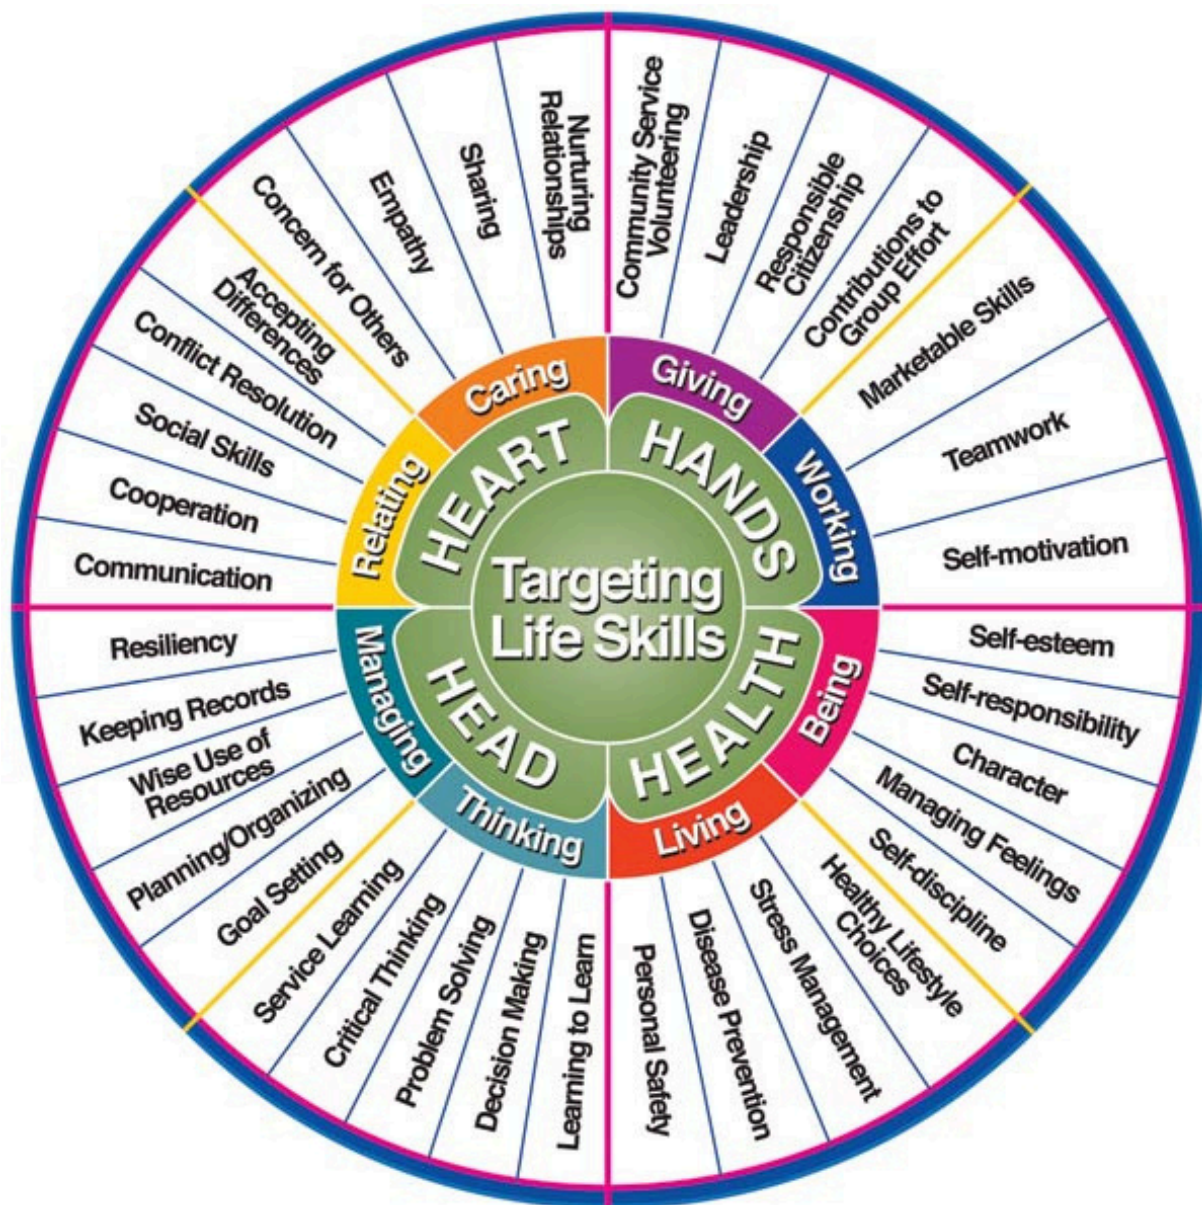 Targeting
Life Skills
HEART
HANDS
HEALTH
HEAD
Caring
Giving
Working
Being
Living
Thinking
Managing
Relating
Nurturing
Relationships
Sharing
Empathy
Concern for Others
Community Service
Volunteering
Leadership
Responsible
Citizenship
Contributions to
Group Effort
Marketable Skills
Teamwork
Self-motivation
Self-esteem
Self-responsibility
Character
Managing Feelings
Self-discipline
Healthy Lifestyle
Choices
Stress Management
Disease Prevention
Personal Safety
Learning to Learn
Decision Making
Problem Solving
Critical Thinking
Service Learning
Goal Setting
Planning/Organizing
Wise Use of
Resources
Keeping Records
Resiliency
Communication
Cooperation
Social Skills
Conflict Resolution
Accepting
Differences